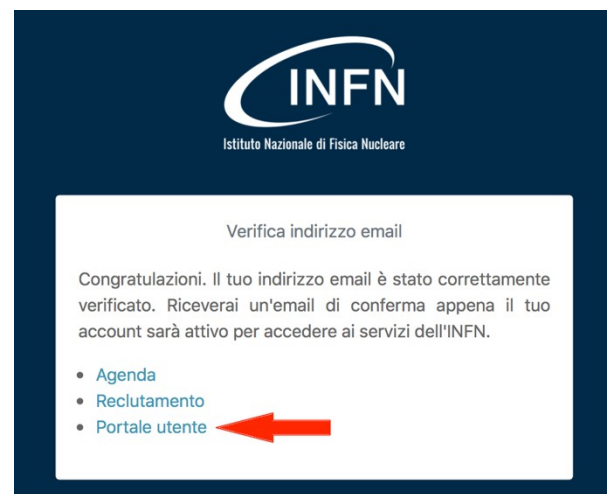 INFN
Istituto Nazionale di Fisica Nucleare
Verifica indirizzo email
Congratulazioni. Il tuo indirizzo email è stato correttamente
verificato. Riceverai un'email di conferma appena il tuo
account sarà attivo per accedere ai servizi dell'INFN.
• Agenda
• Reclutamento
• Portale utente